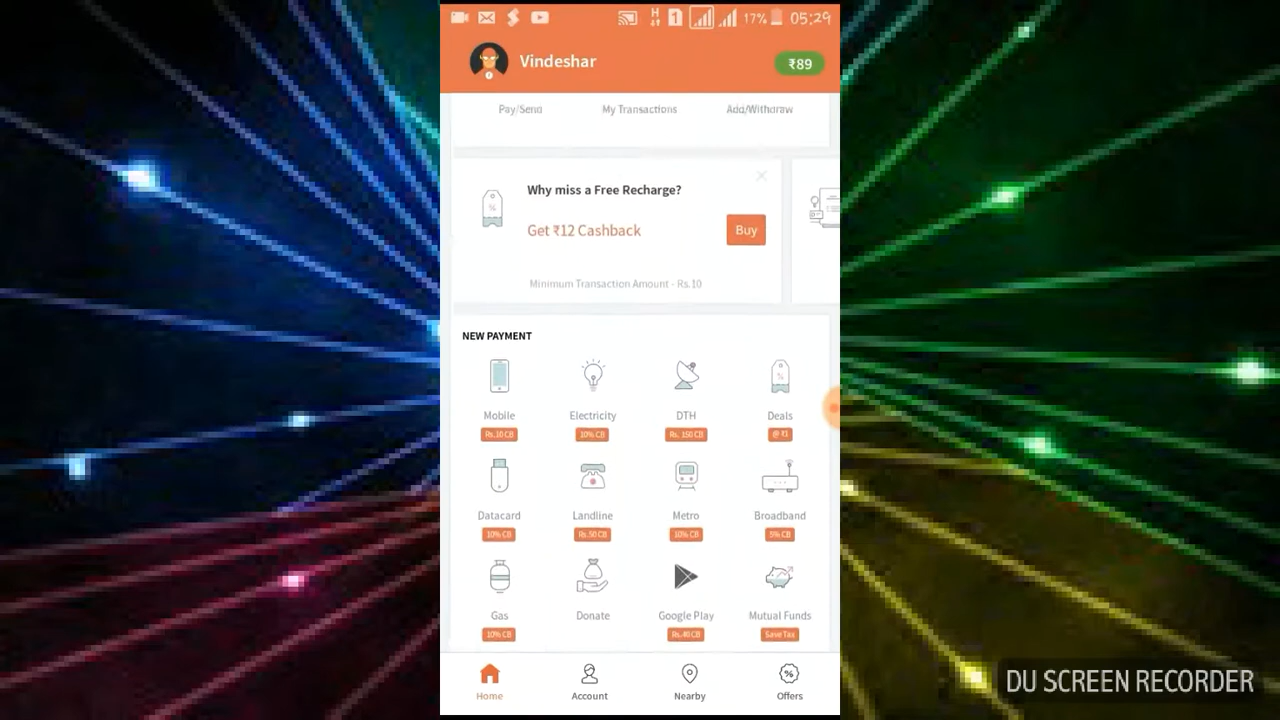 H 1 17% 05:29
Vindeshar ₹89
Pay/Send My Transactions Add/Withdraw
Why miss a Free Recharge?
%
Get ₹12 Cashback Buy
Minimum Transaction Amount - Rs.10
NEW PAYMENT
%
Mobile Electricity DTH Deals
Rs.10 CB 10% CB Rs. 150 CB @ ₹1
Datacard Landline Metro Broadband
10% CB Rs.50 CB 10% CB 5% CB
Gas Donate Google Play Mutual Funds
10% CB Rs.40 CB Save Tax
%
Home Account Nearby Offers
DU SCREEN RECORDER